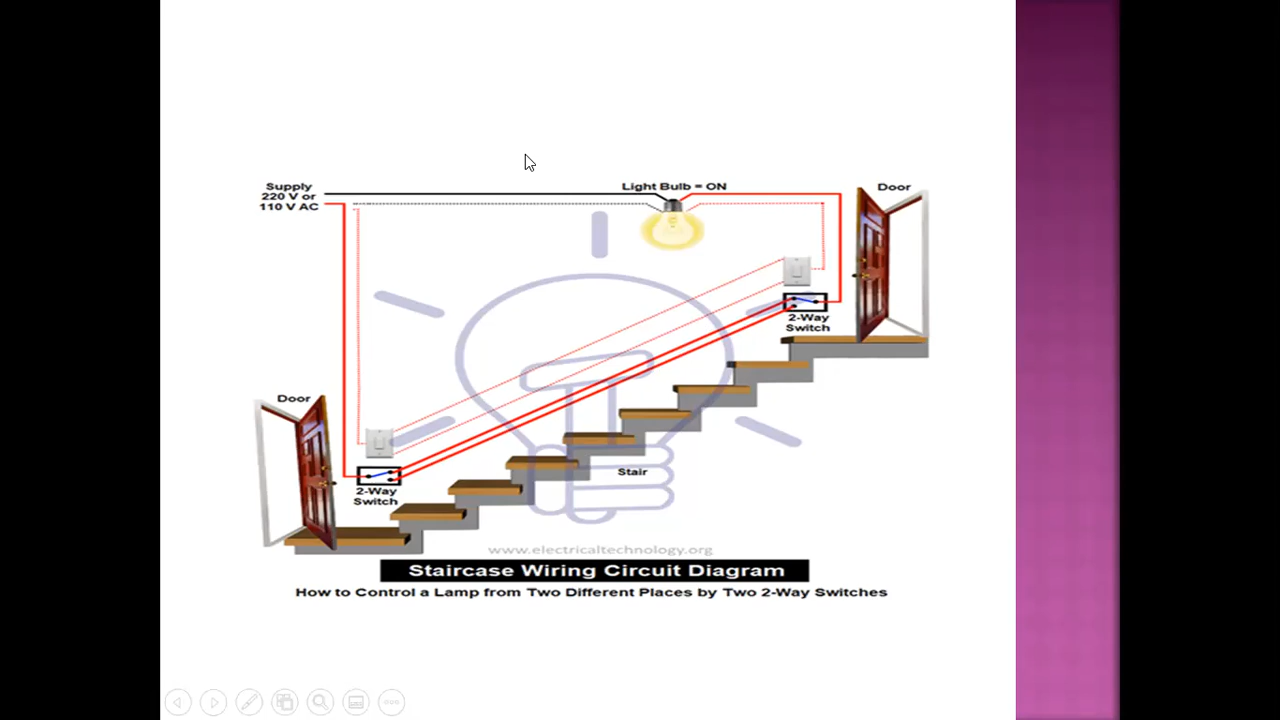 Supply
220 V or
110 V AC
Light Bulb = ON
Door
2-Way
Switch
Door
Stair
2-Way
Switch
www.electricaltechnology.org
Staircase Wiring Circuit Diagram
How to Control a Lamp from Two Different Places by Two 2-Way Switches